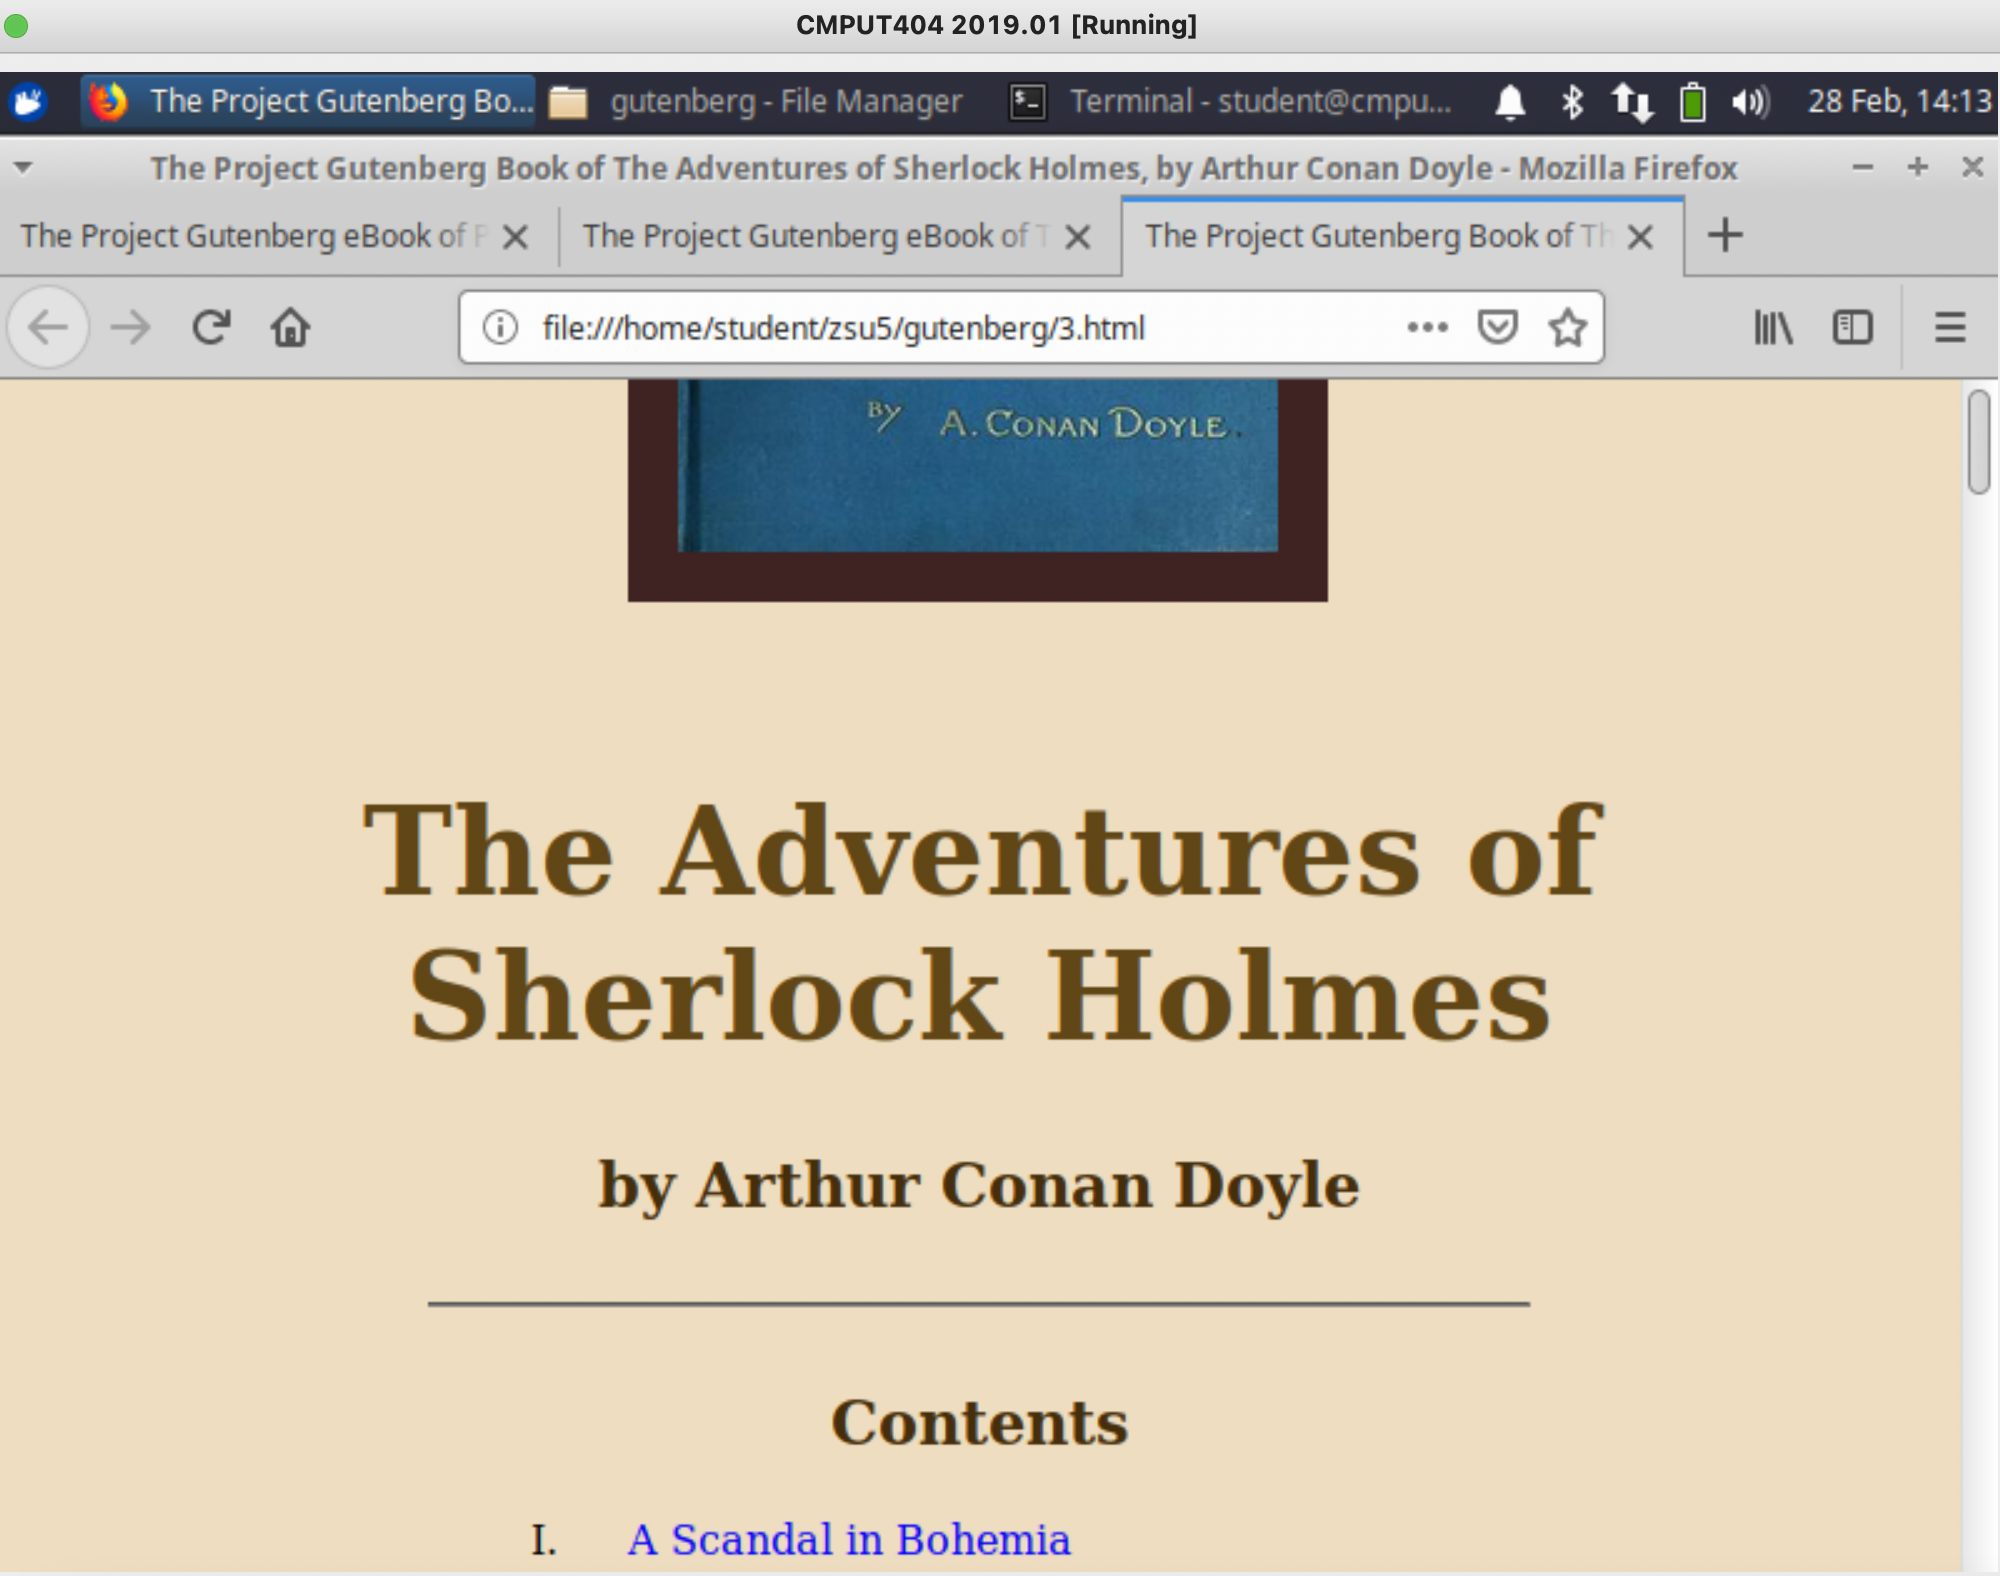 CMPUT404 2019.01 [Running]
The Project Gutenberg Bo... gutenberg - File Manager Terminal - student@cmpu... 28 Feb, 14:13
The Project Gutenberg Book of The Adventures of Sherlock Holmes, by Arthur Conan Doyle - Mozilla Firefox
The Project Gutenberg eBook of P The Project Gutenberg eBook of T The Project Gutenberg Book of Th
file:///home/student/zsu5/gutenberg/3.html
By A. Conan Doyle.
The Adventures of
Sherlock Holmes
by Arthur Conan Doyle
Contents
I. A Scandal in Bohemia